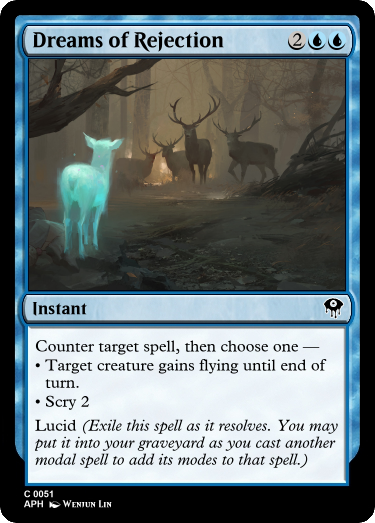 Dreams of Rejection 2
Instant
Counter target spell, then choose one —
• Target creature gains flying until end of
turn.
• Scry 2
Lucid (Exile this spell as it resolves. You may
put it into your graveyard as you cast another
modal spell to add its modes to that spell.)
C 0051
APH Wenjun Lin